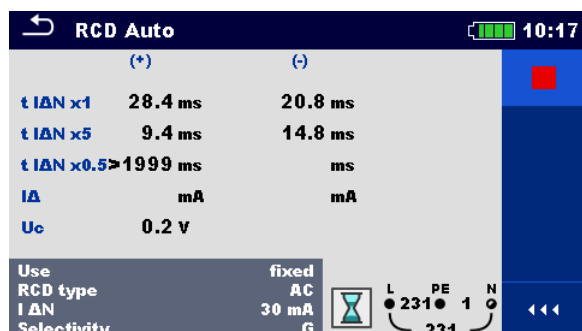 RCD Auto 10:17
(+) (-)
t IΔN x1 28.4 ms 20.8 ms
t IΔN x5 9.4 ms 14.8 ms
t IΔN x0.5 >1999 ms ms
IΔ mA mA
Uc 0.2 V
Use fixed
RCD type AC
I ΔN 30 mA
Selectivity G
L PE N
231 1
231